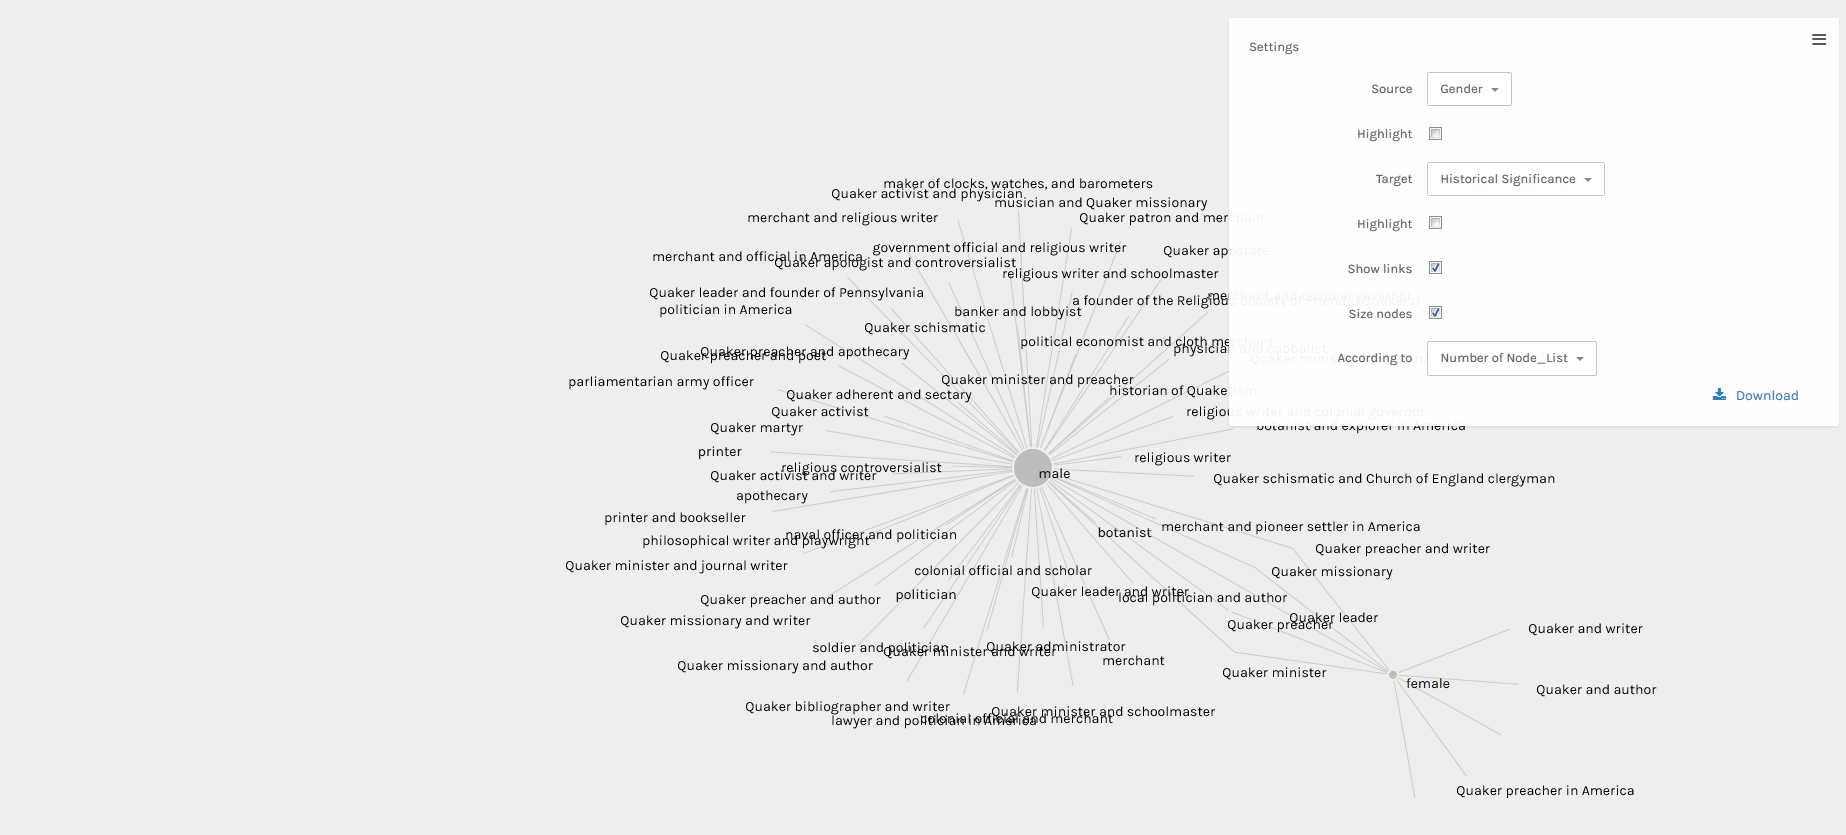 Settings
Source Gender
Highlight
Target Historical Significance
Highlight
Show links
Size nodes
According to Number of Node_List
Download
maker of clocks, watches, and barometers
Quaker activist and physician
musician and Quaker missionary
merchant and religious writer
Quaker patron and merchant
government official and religious writer
Quaker apostate
merchant and official in America
Quaker apologist and controversialist
religious writer and schoolmaster
Quaker leader and founder of Pennsylvania
merchant and colonial governor
a founder of the Religious Society of Friends (Quakers)
politician in America
banker and lobbyist
Quaker schismatic
political economist and cloth merchant
physician and cabbalist
Quaker preacher and apothecary
Quaker preacher and poet
parliamentarian army officer
Quaker minister and preacher
historian of Quakerism
Quaker adherent and sectary
Quaker activist
religious writer and colonial governor
Quaker martyr
botanist and explorer in America
printer
religious writer
religious controversialist
male
Quaker activist and writer
Quaker schismatic and Church of England clergyman
apothecary
printer and bookseller
merchant and pioneer settler in America
botanist
naval officer and politician
philosophical writer and playwright
Quaker preacher and writer
Quaker minister and journal writer
colonial official and scholar
Quaker missionary
Quaker leader and writer
politician
local politician and author
Quaker preacher and author
Quaker missionary and writer
Quaker leader
Quaker preacher
Quaker and writer
soldier and politician
Quaker minister and writer
Quaker administrator
merchant
Quaker missionary and author
Quaker minister
female
Quaker and author
Quaker bibliographer and writer
Quaker minister and schoolmaster
colonial official and merchant
lawyer and politician in America
Quaker preacher in America